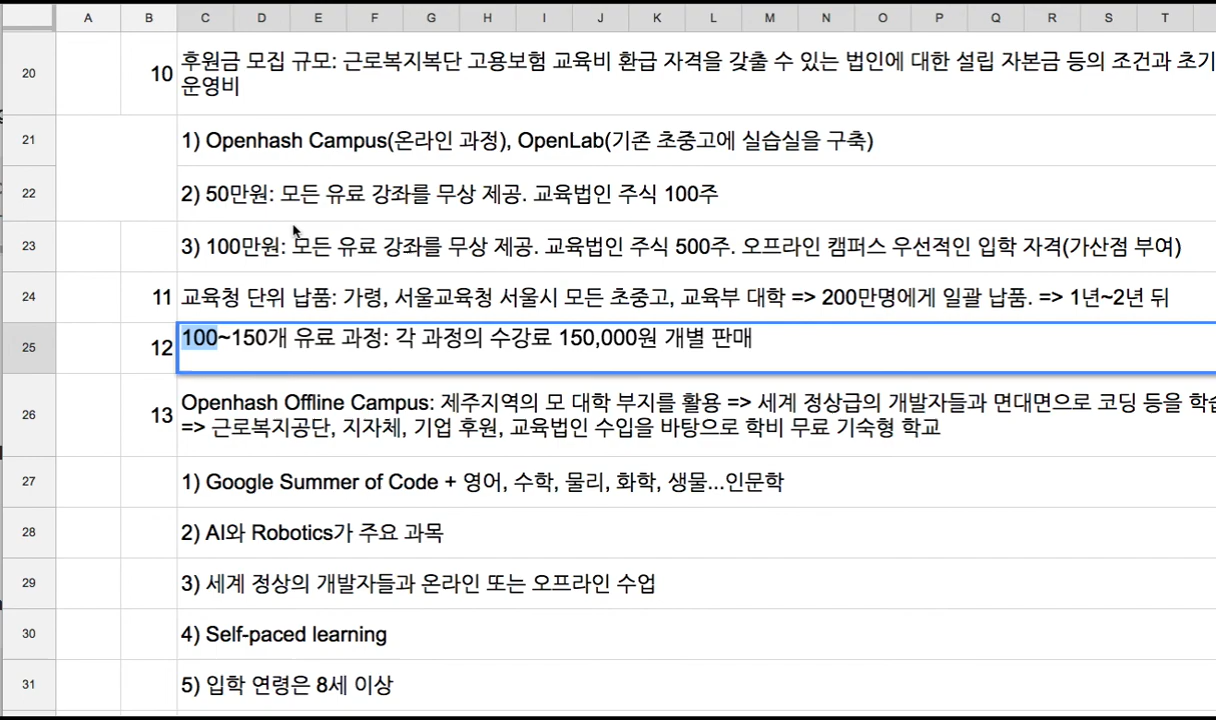 A B C D E F G H I J K L M N O P Q R S T
20 10 후원금 모집 규모: 근로복지복단 고용보험 교육비 환급 자격을 갖출 수 있는 법인에 대한 설립 자본금 등의 조건과 초기
운영비
21 1) Openhash Campus(온라인 과정), OpenLab(기존 초중고에 실습실을 구축)
22 2) 50만원: 모든 유료 강좌를 무상 제공. 교육법인 주식 100주
23 3) 100만원: 모든 유료 강좌를 무상 제공. 교육법인 주식 500주. 오프라인 캠퍼스 우선적인 입학 자격(가산점 부여)
24 11 교육청 단위 납품: 가령, 서울교육청 서울시 모든 초중고, 교육부 대학 => 200만명에게 일괄 납품. => 1년~2년 뒤
25 12 100~150개 유료 과정: 각 과정의 수강료 150,000원 개별 판매
26 13 Openhash Offline Campus: 제주지역의 모 대학 부지를 활용 => 세계 정상급의 개발자들과 면대면으로 코딩 등을 학습
=> 근로복지공단, 지자체, 기업 후원, 교육법인 수입을 바탕으로 학비 무료 기숙형 학교
27 1) Google Summer of Code + 영어, 수학, 물리, 화학, 생물...인문학
28 2) AI와 Robotics가 주요 과목
29 3) 세계 정상의 개발자들과 온라인 또는 오프라인 수업
30 4) Self-paced learning
31 5) 입학 연령은 8세 이상